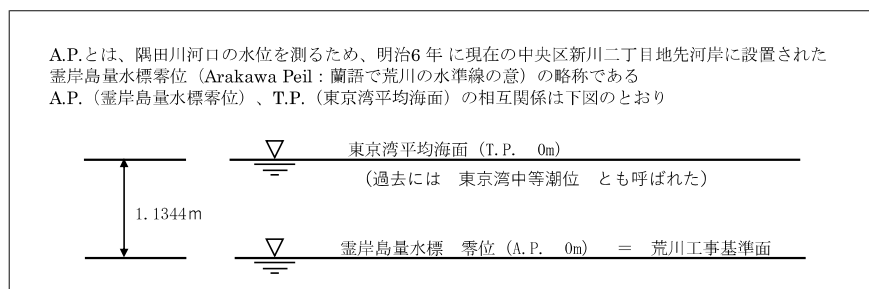 A.P.とは、隅田川河口の水位を測るため、明治6年に現在の中央区新川二丁目地先河岸に設置された
霊岸島量水標零位（Arakawa Peil：蘭語で荒川の水準線の意）の略称である
A.P.（霊岸島量水標零位）、T.P.（東京湾平均海面）の相互関係は下図のとおり
東京湾平均海面（T.P. 0m）
（過去には 東京湾中等潮位 とも呼ばれた）
1.1344m
霊岸島量水標 零位（A.P. 0m） ＝ 荒川工事基準面